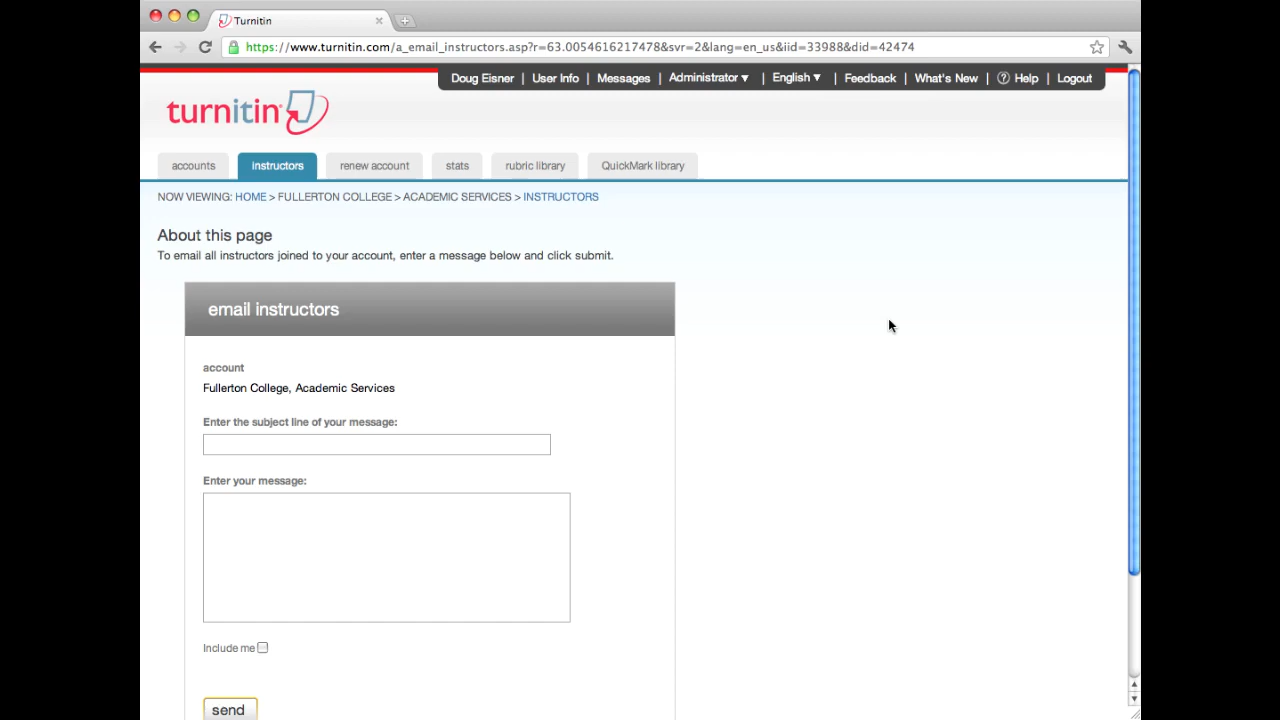 Turnitin
https://www.turnitin.com/a_email_instructors.asp?r=63.0054616217478&svr=2&lang=en_us&iid=33988&did=42474
Doug Eisner | User Info | Messages | Administrator ▼ | English ▼ | Feedback | What's New | ? Help | Logout
turnitin
accounts instructors renew account stats rubric library QuickMark library
NOW VIEWING: HOME > FULLERTON COLLEGE > ACADEMIC SERVICES > INSTRUCTORS
About this page
To email all instructors joined to your account, enter a message below and click submit.
email instructors
account
Fullerton College, Academic Services
Enter the subject line of your message:
Enter your message:
Include me
send